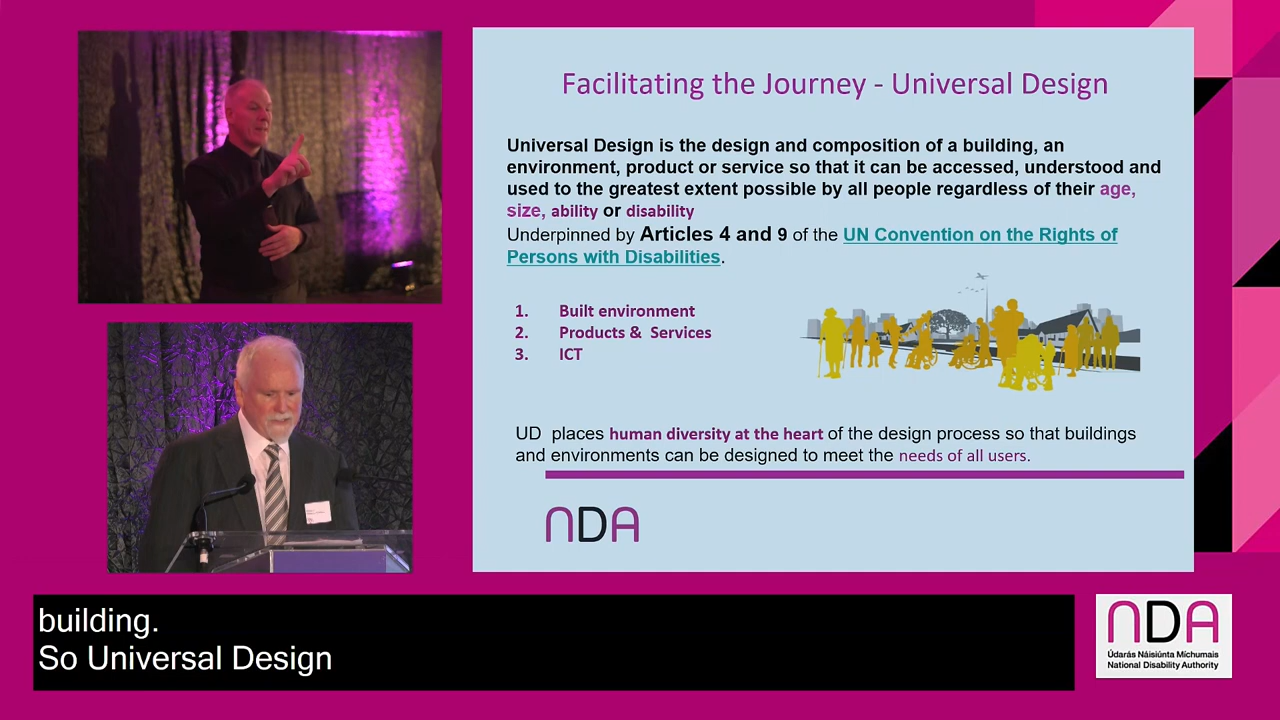 Facilitating the Journey - Universal Design
Universal Design is the design and composition of a building, an
environment, product or service so that it can be accessed, understood and
used to the greatest extent possible by all people regardless of their age,
size, ability or disability
Underpinned by Articles 4 and 9 of the UN Convention on the Rights of
Persons with Disabilities.
1. Built environment
2. Products & Services
3. ICT
UD places human diversity at the heart of the design process so that buildings
and environments can be designed to meet the needs of all users.
NDA
building.
So Universal Design
NDA
Údarás Náisiúnta Míchumais
National Disability Authority